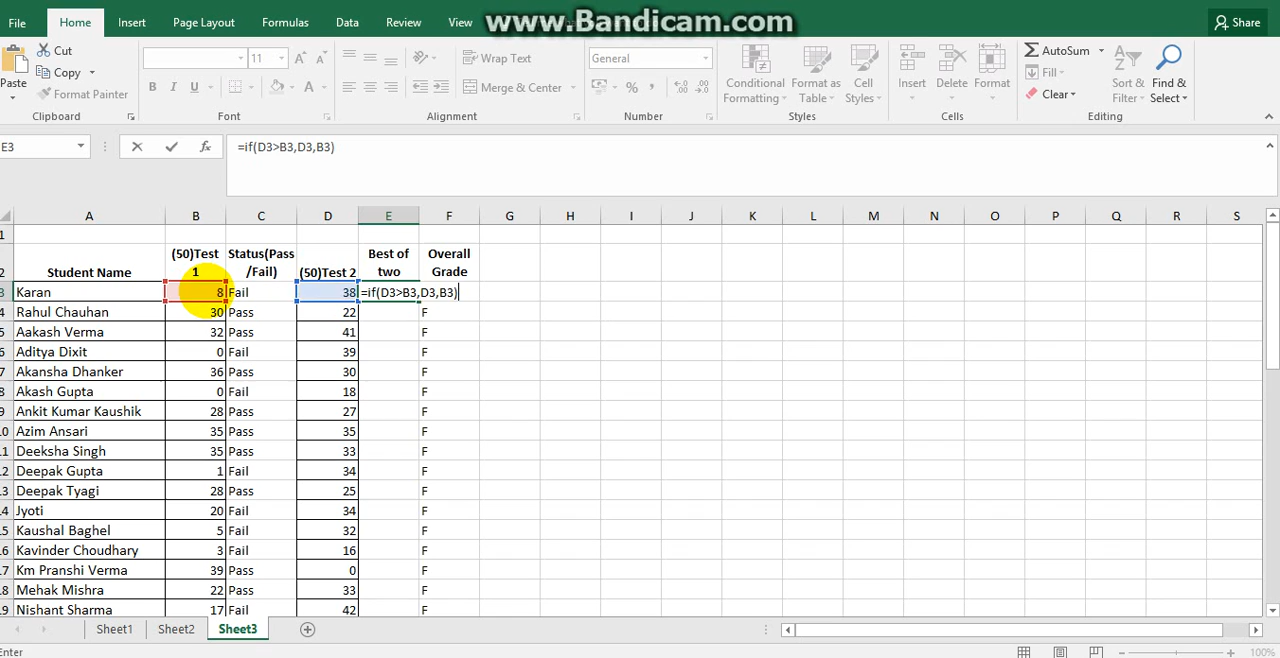 File Home Insert Page Layout Formulas Data Review View www.Bandicam.com Share
Paste Cut Copy Format Painter
Clipboard
11
B I U A
Font
Wrap Text
Merge & Center
Alignment
General
%
Number
Conditional Formatting Format as Table Cell Styles
Styles
Insert Delete Format
Cells
AutoSum
Fill
Clear
Sort & Filter Find & Select
Editing
E3 fx =if(D3>B3,D3,B3)
A B C D E F G H I J K L M N O P Q R S
1
2 Student Name (50)Test 1 Status(Pass/Fail) (50)Test 2 Best of two Overall Grade
3 Karan 8 Fail 38 =if(D3>B3,D3,B3)
4 Rahul Chauhan 30 Pass 22 F
5 Aakash Verma 32 Pass 41 F
6 Aditya Dixit 0 Fail 39 F
7 Akansha Dhanker 36 Pass 30 F
8 Akash Gupta 0 Fail 18 F
9 Ankit Kumar Kaushik 28 Pass 27 F
10 Azim Ansari 35 Pass 35 F
11 Deeksha Singh 35 Pass 33 F
12 Deepak Gupta 1 Fail 34 F
13 Deepak Tyagi 28 Pass 25 F
14 Jyoti 20 Fail 34 F
15 Kaushal Baghel 5 Fail 32 F
16 Kavinder Choudhary 3 Fail 16 F
17 Km Pranshi Verma 39 Pass 0 F
18 Mehak Mishra 22 Pass 33 F
19 Nishant Sharma 17 Fail 42 F
Sheet1 Sheet2 Sheet3
Enter 100%